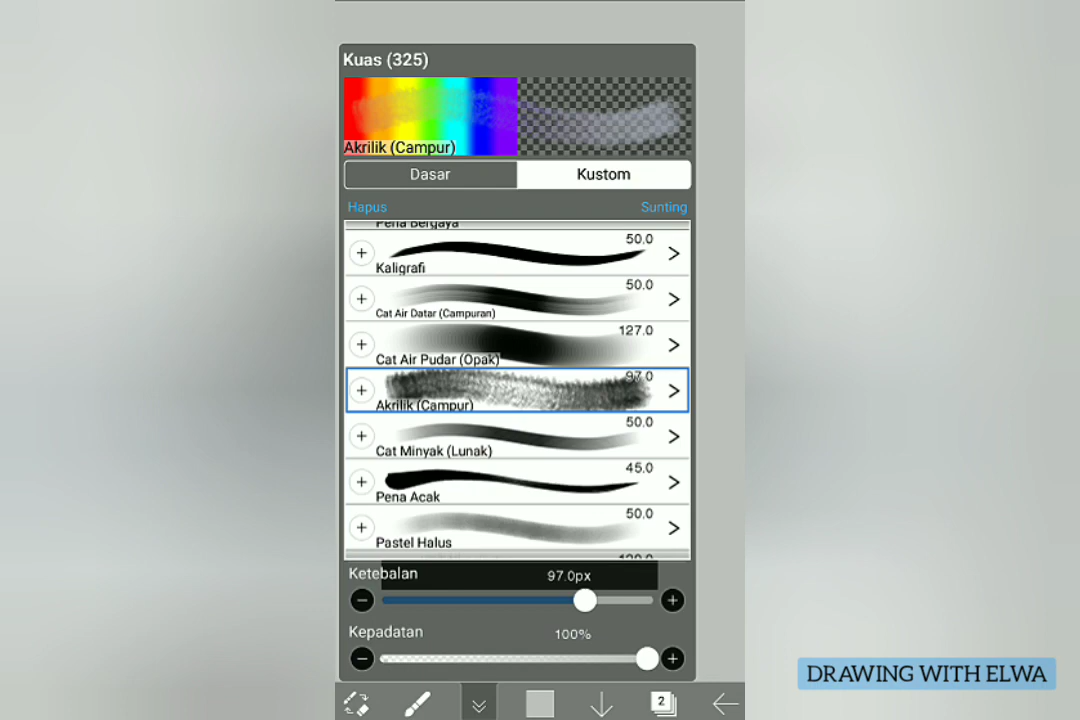 Kuas (325)
Akrilik (Campur)
Dasar
Kustom
Hapus
Sunting
Pena Bergaya
50.0
Kaligrafi
50.0
Cat Air Datar (Campuran)
127.0
Cat Air Pudar (Opak)
97.0
Akrilik (Campur)
50.0
Cat Minyak (Lunak)
45.0
Pena Acak
50.0
Pastel Halus
Ketebalan
97.0px
Kepadatan
100%
2
DRAWING WITH ELWA